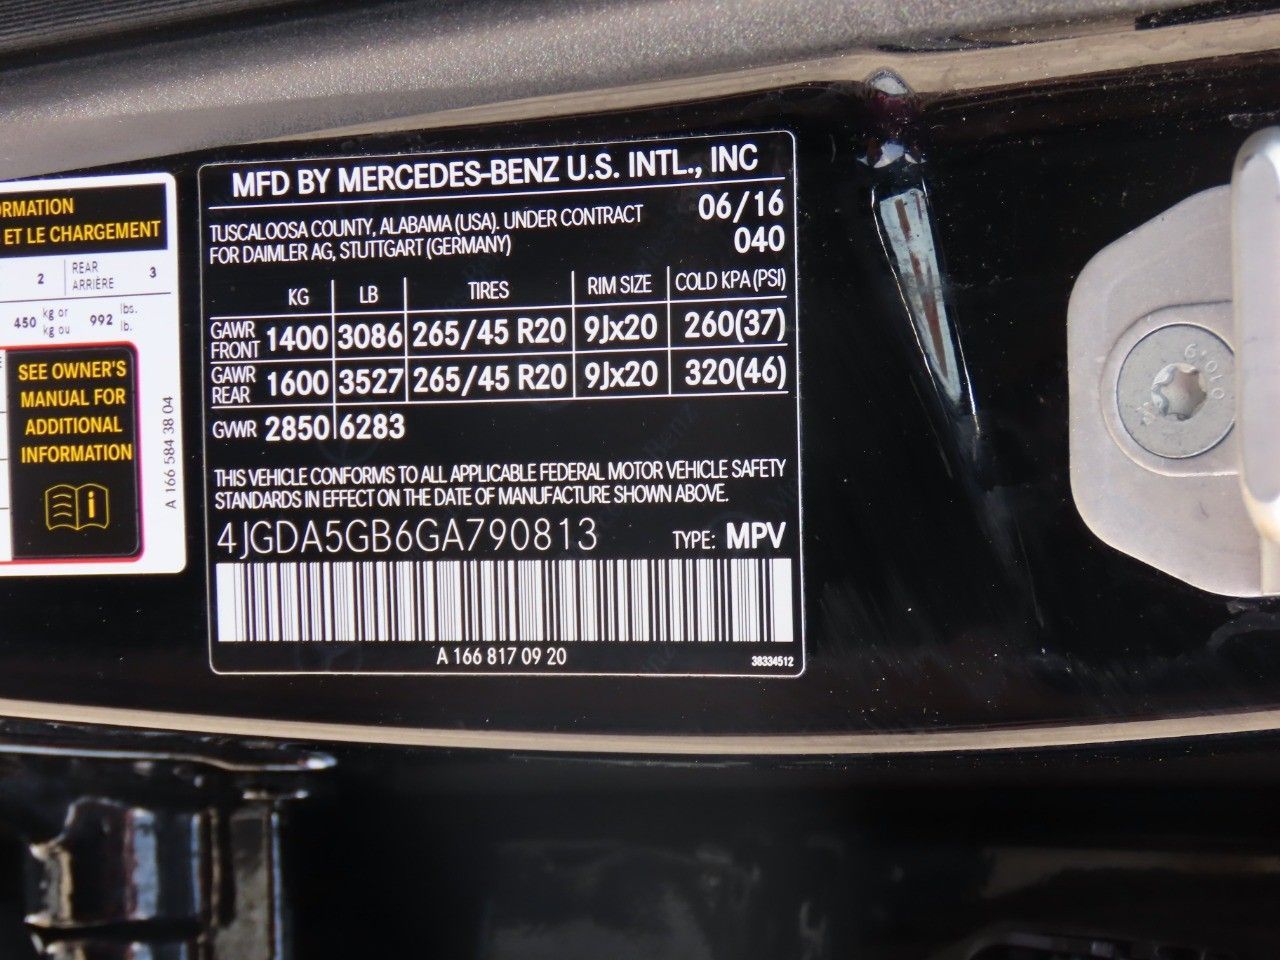 RMATION
ET LE CHARGEMENT
2 REAR ARRIÈRE 3
450 kg or kg ou 992 lbs. lb.
SEE OWNER'S
MANUAL FOR
ADDITIONAL
INFORMATION
A 166 584 38 04
MFD BY MERCEDES-BENZ U.S. INTL., INC
TUSCALOOSA COUNTY, ALABAMA (USA). UNDER CONTRACT 06/16
FOR DAIMLER AG, STUTTGART (GERMANY) 040
KG LB TIRES RIM SIZE COLD KPA (PSI)
GAWR FRONT 1400 3086 265/45 R20 9Jx20 260(37)
GAWR REAR 1600 3527 265/45 R20 9Jx20 320(46)
GVWR 2850 6283
THIS VEHICLE CONFORMS TO ALL APPLICABLE FEDERAL MOTOR VEHICLE SAFETY
STANDARDS IN EFFECT ON THE DATE OF MANUFACTURE SHOWN ABOVE.
4JGDA5GB6GA790813 TYPE: MPV
A 166 817 09 20 38334512